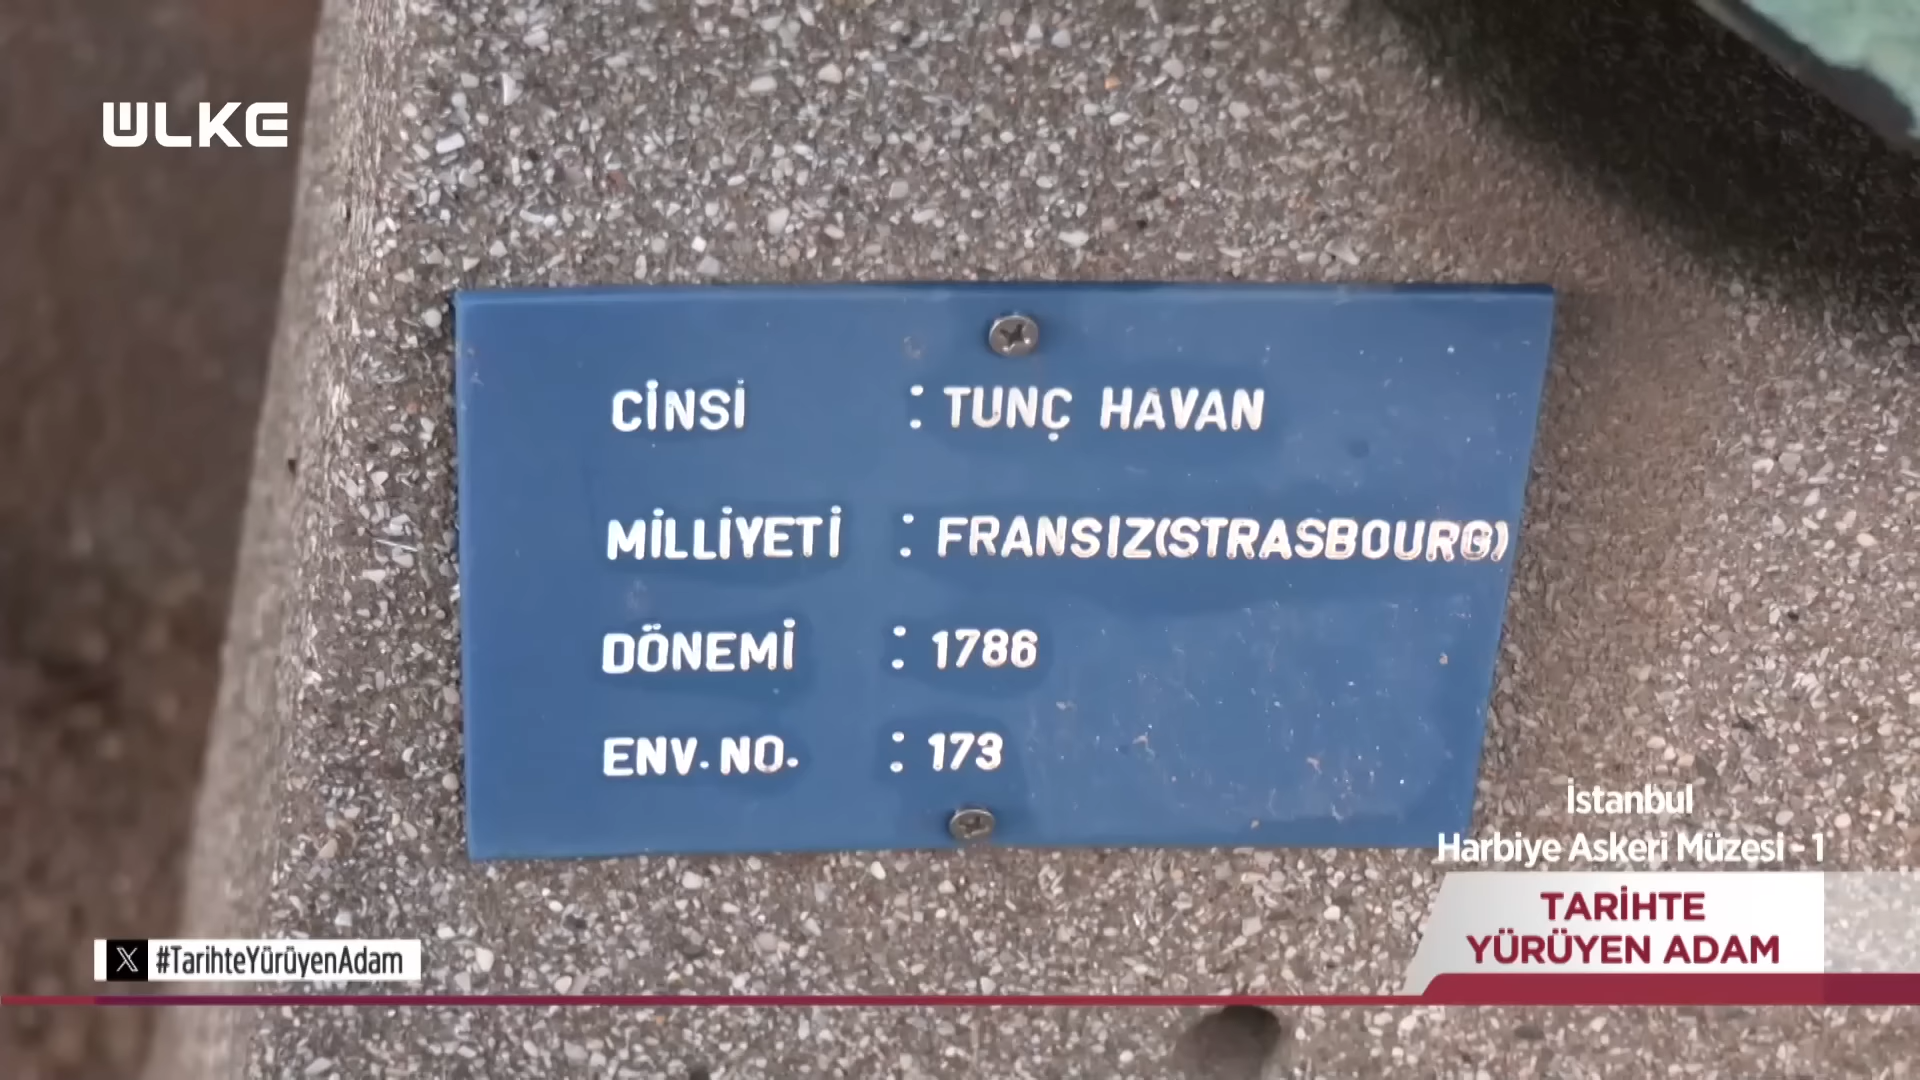 ULKE
CİNSİ : TUNÇ HAVAN
MİLLİYETİ : FRANSIZ(STRASBOURG)
DÖNEMİ : 1786
ENV. NO. : 173
İstanbul
Harbiye Askeri Müzesi - 1
TARİHTE
YÜRÜYEN ADAM
X #TarihteYürüyenAdam